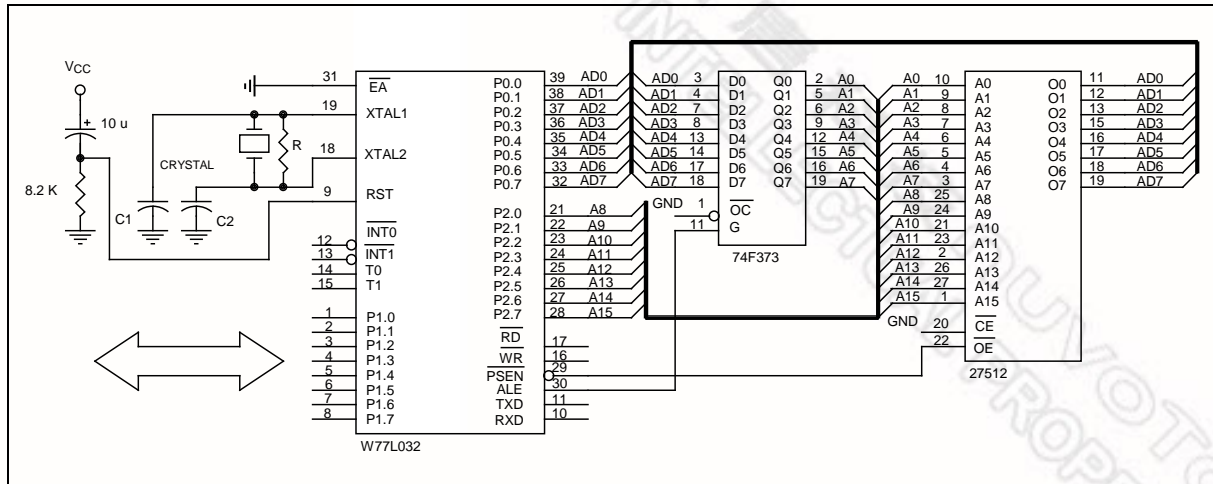 VCC
10 u
8.2 K
C1
C2
CRYSTAL
R
31 EA
19 XTAL1
18 XTAL2
9 RST
12 INT0
13 INT1
14 T0
15 T1
1 P1.0
2 P1.1
3 P1.2
4 P1.3
5 P1.4
6 P1.5
7 P1.6
8 P1.7
P0.0 39 AD0
P0.1 38 AD1
P0.2 37 AD2
P0.3 36 AD3
P0.4 35 AD4
P0.5 34 AD5
P0.6 33 AD6
P0.7 32 AD7
P2.0 21 A8
P2.1 22 A9
P2.2 23 A10
P2.3 24 A11
P2.4 25 A12
P2.5 26 A13
P2.6 27 A14
P2.7 28 A15
RD 17
WR 16
PSEN 29
ALE 30
TXD 11
RXD 10
W77L032
AD0 3 D0 Q0 2 A0
AD1 4 D1 Q1 5 A1
AD2 7 D2 Q2 6 A2
AD3 8 D3 Q3 9 A3
AD4 13 D4 Q4 12 A4
AD5 14 D5 Q5 15 A5
AD6 17 D6 Q6 16 A6
AD7 18 D7 Q7 19 A7
GND 1 OC
11 G
74F373
A0 10 A0 O0 11 AD0
A1 9 A1 O1 12 AD1
A2 8 A2 O2 13 AD2
A3 7 A3 O3 15 AD3
A4 6 A4 O4 16 AD4
A5 5 A5 O5 17 AD5
A6 4 A6 O6 18 AD6
A7 3 A7 O7 19 AD7
A8 25 A8
A9 24 A9
A10 21 A10
A11 23 A11
A12 2 A12
A13 26 A13
A14 27 A14
A15 1 A15
GND 20 CE
22 OE
27512